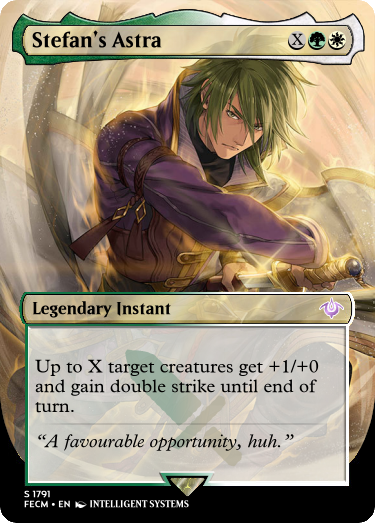 Stefan's Astra X
Legendary Instant
Up to X target creatures get +1/+0
and gain double strike until end of
turn.
“A favourable opportunity, huh.”
S 1791
FECM • EN INTELLIGENT SYSTEMS